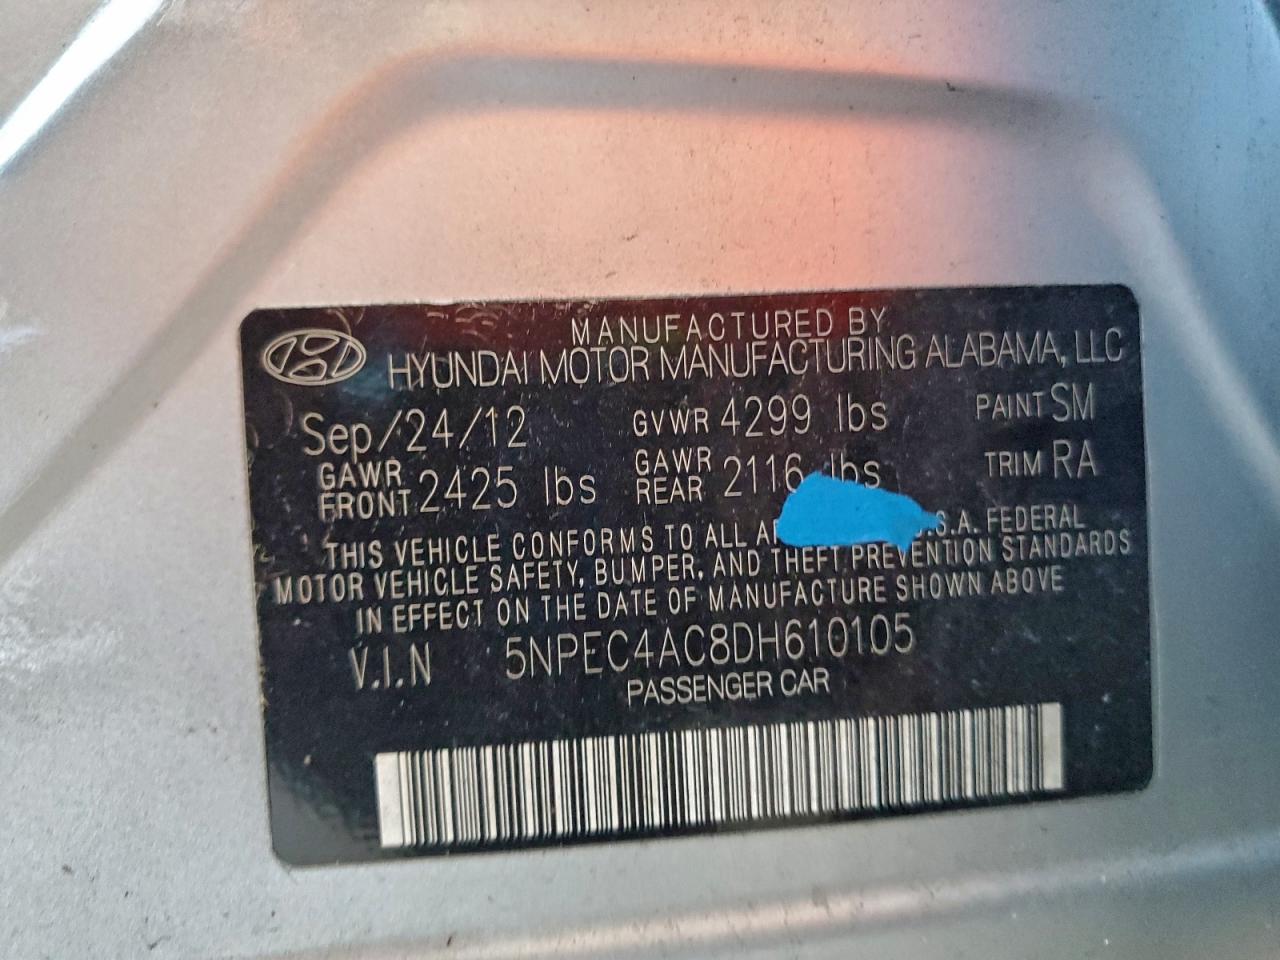 MANUFACTURED BY
HYUNDAI MOTOR MANUFACTURING ALABAMA, LLC
Sep/24/12 GVWR 4299 lbs PAINT SM
GAWR FRONT 2425 lbs GAWR REAR 2116 lbs TRIM RA
THIS VEHICLE CONFORMS TO ALL .S.A. FEDERAL
MOTOR VEHICLE SAFETY, BUMPER, AND THEFT PREVENTION STANDARDS
IN EFFECT ON THE DATE OF MANUFACTURE SHOWN ABOVE
V.I.N 5NPEC4AC8DH610105
PASSENGER CAR